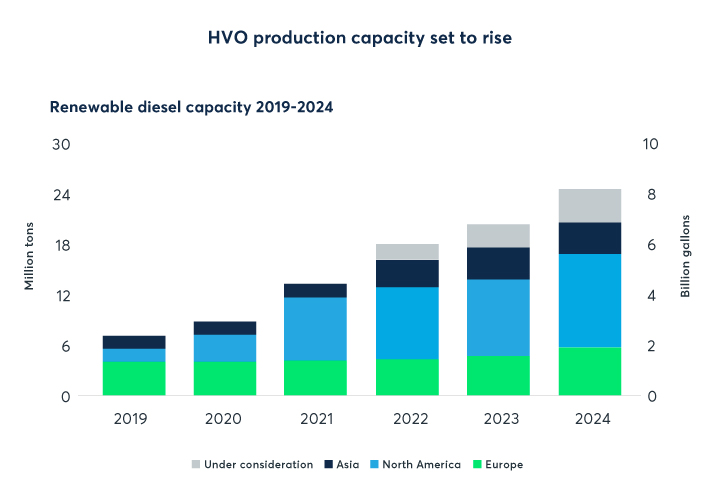 HVO production capacity set to rise
Renewable diesel capacity 2019-2024
30
10
24
8
18
6
12
4
6
2
0
0
Million tons
Billion gallons
2019
2020
2021
2022
2023
2024
Under consideration
Asia
North America
Europe